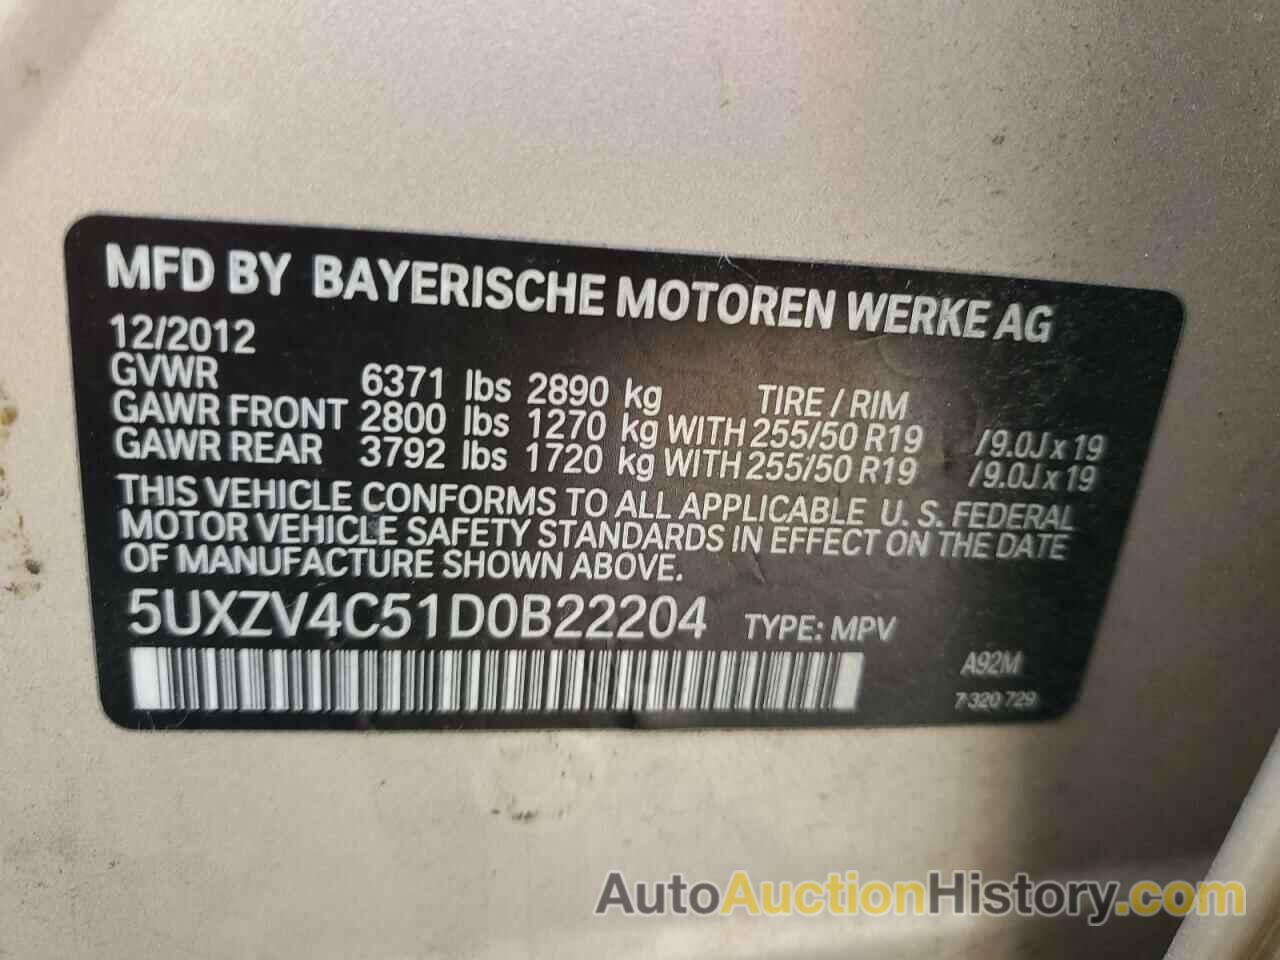 MFD BY BAYERISCHE MOTOREN WERKE AG
12/2012
GVWR 6371 lbs 2890 kg TIRE / RIM
GAWR FRONT 2800 lbs 1270 kg WITH 255/50 R19 /9.0J x 19
GAWR REAR 3792 lbs 1720 kg WITH 255/50 R19 /9.0J x 19
THIS VEHICLE CONFORMS TO ALL APPLICABLE U. S. FEDERAL
MOTOR VEHICLE SAFETY STANDARDS IN EFFECT ON THE DATE
OF MANUFACTURE SHOWN ABOVE.
5UXZV4C51D0B22204 TYPE: MPV
A92M
7 320 729
AutoAuctionHistory.com